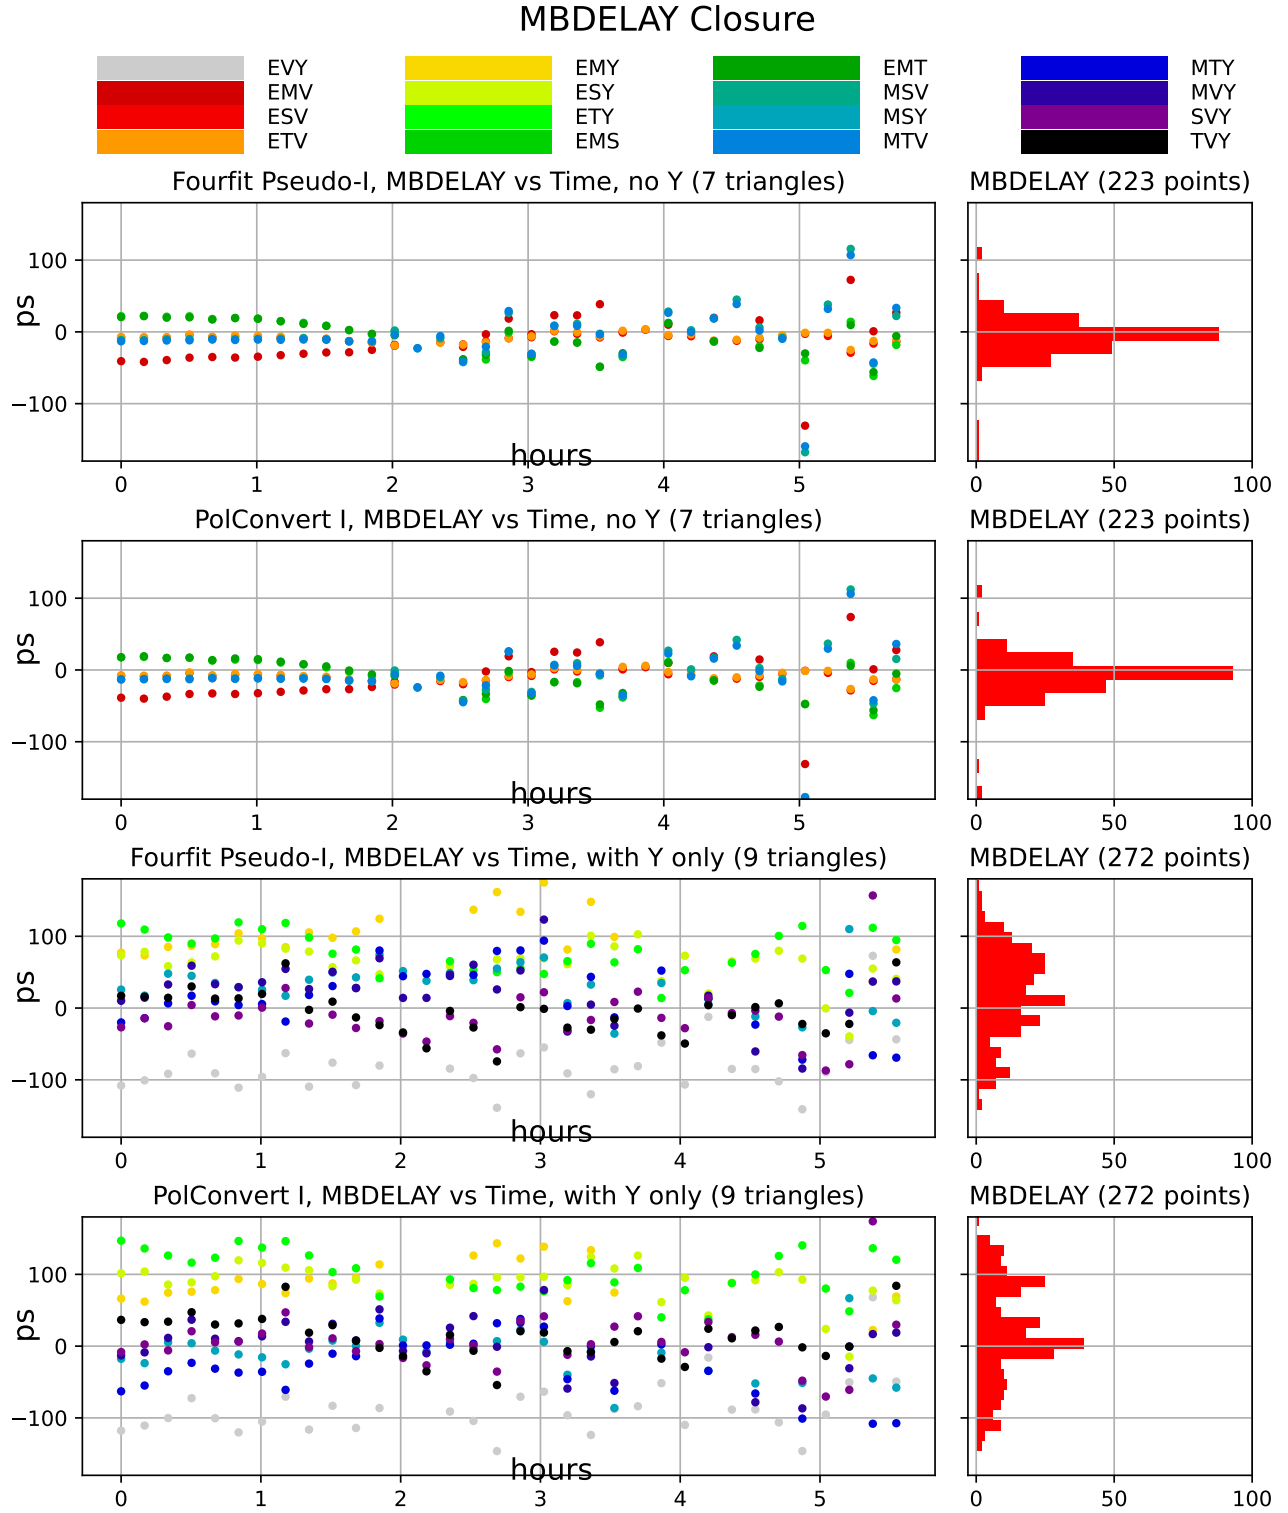 MBDELAY Closure
EVY EMY EMT MTY
EMV ESY MSV MVY
ESV ETY MSY SVY
ETV EMS MTV TVY
Fourfit Pseudo-I, MBDELAY vs Time, no Y (7 triangles) MBDELAY (223 points)
100
0
−100
ps
hours
0 1 2 3 4 5 0 50 100
PolConvert I, MBDELAY vs Time, no Y (7 triangles) MBDELAY (223 points)
100
0
−100
ps
hours
0 1 2 3 4 5 0 50 100
Fourfit Pseudo-I, MBDELAY vs Time, with Y only (9 triangles) MBDELAY (272 points)
100
0
−100
ps
hours
0 1 2 3 4 5 0 50 100
PolConvert I, MBDELAY vs Time, with Y only (9 triangles) MBDELAY (272 points)
100
0
−100
ps
hours
0 1 2 3 4 5 0 50 100